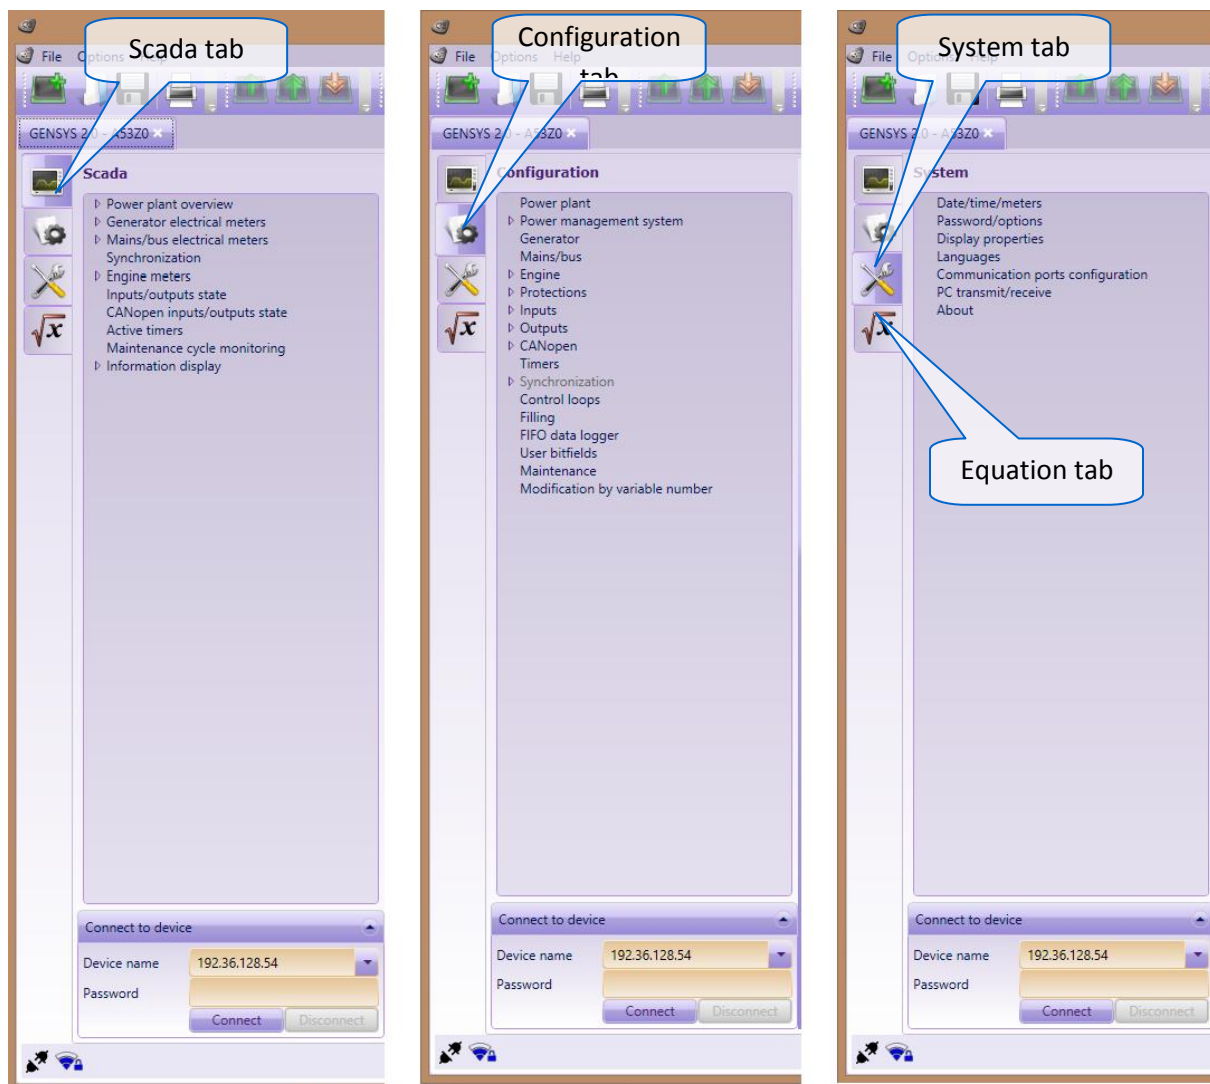 Scada tab
File Options Help
GENSYS 2.0 - A53Z0
Scada
Power plant overview
Generator electrical meters
Mains/bus electrical meters
Synchronization
Engine meters
Inputs/outputs state
CANopen inputs/outputs state
Active timers
Maintenance cycle monitoring
Information display
√x
Connect to device
Device name 192.36.128.54
Password
Connect Disconnect
Configuration
tab
File Options Help
GENSYS 2.0 - A53Z0
Configuration
Power plant
Power management system
Generator
Mains/bus
Engine
Protections
Inputs
Outputs
CANopen
Timers
Synchronization
Control loops
Filling
FIFO data logger
User bitfields
Maintenance
Modification by variable number
√x
Connect to device
Device name 192.36.128.54
Password
Connect Disconnect
System tab
File Options Help
GENSYS 2.0 - A53Z0
System
Date/time/meters
Password/options
Display properties
Languages
Communication ports configuration
PC transmit/receive
About
√x
Equation tab
Connect to device
Device name 192.36.128.54
Password
Connect Disconnect